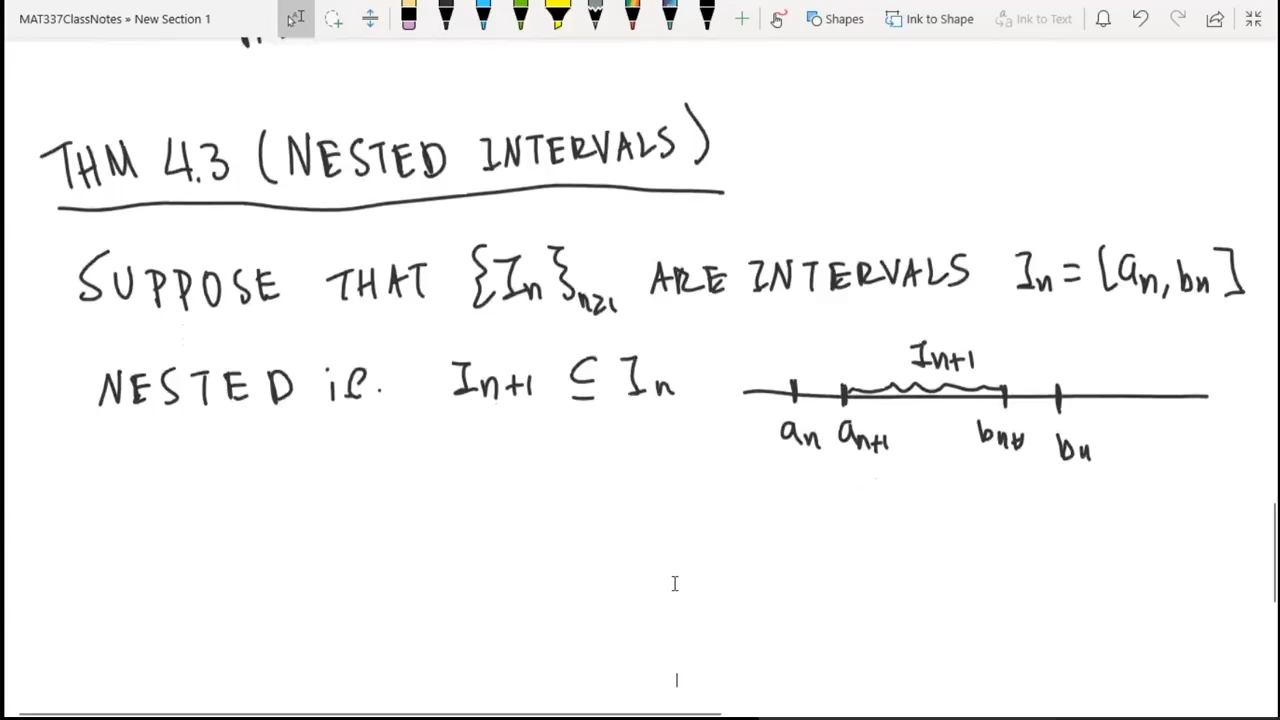 MAT337ClassNotes » New Section 1
Shapes
Ink to Shape
Ink to Text
THM 4.3 (NESTED INTERVALS)
SUPPOSE THAT {In}n≥1 ARE INTERVALS In = [an, bn]
NESTED ie. In+1 ⊆ In
In+1
an an+1 bn+1 bn